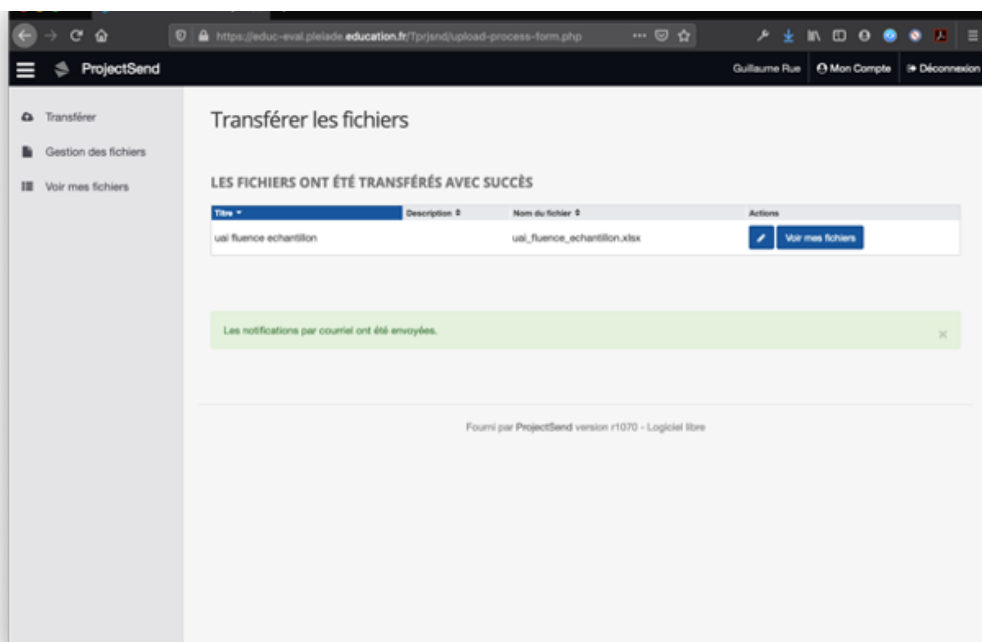 https://educ-eval.pleiade.education.fr/Tprjsnd/upload-process-form.php
ProjectSend
Guillaume Rue
Mon Compte
Déconnexion
Transférer
Gestion des fichiers
Voir mes fichiers
Transférer les fichiers
LES FICHIERS ONT ÉTÉ TRANSFÉRÉS AVEC SUCCÈS
Titre Description Nom du fichier Actions
uai fluence echantillon uai_fluence_echantillon.xlsx Voir mes fichiers
Les notifications par courriel ont été envoyées.
Fourni par ProjectSend version r1070 - Logiciel libre